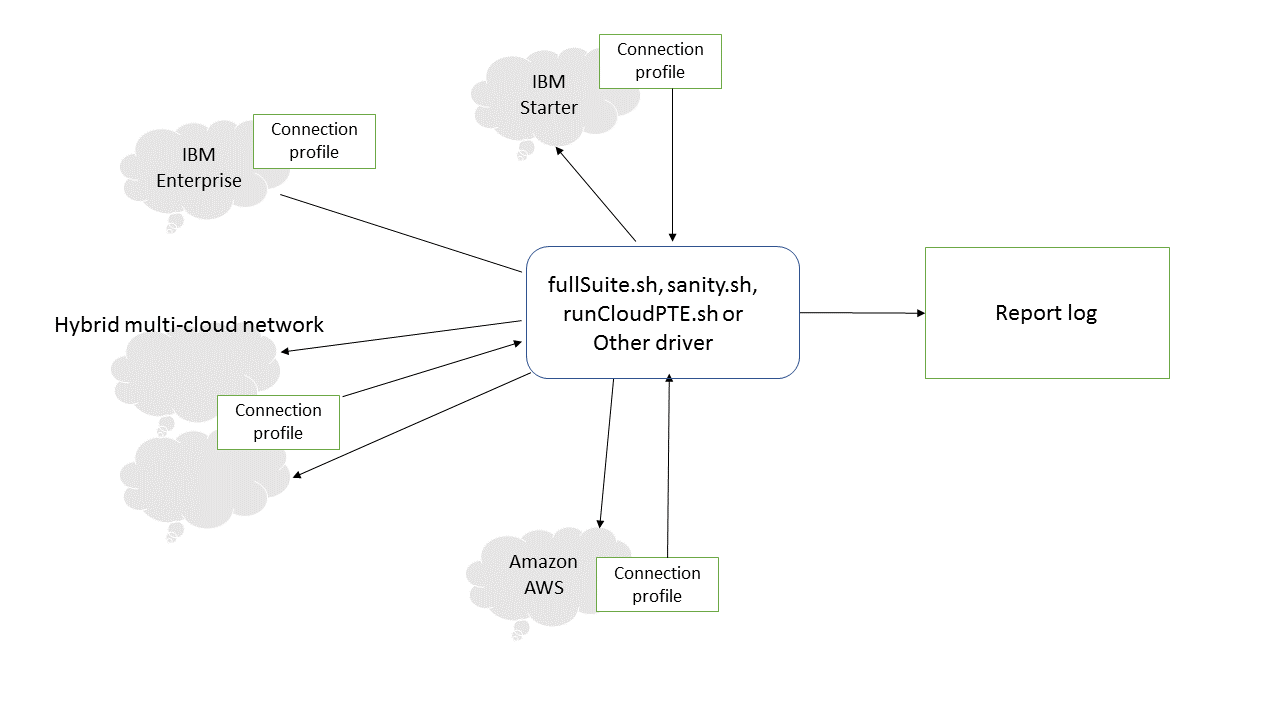 Connection
profile
IBM
Starter
Connection
profile
IBM
Enterprise
fullSuite.sh, sanity.sh,
runCloudPTE.sh or
Other driver
Report log
Hybrid multi-cloud network
Connection
profile
Amazon
AWS
Connection
profile